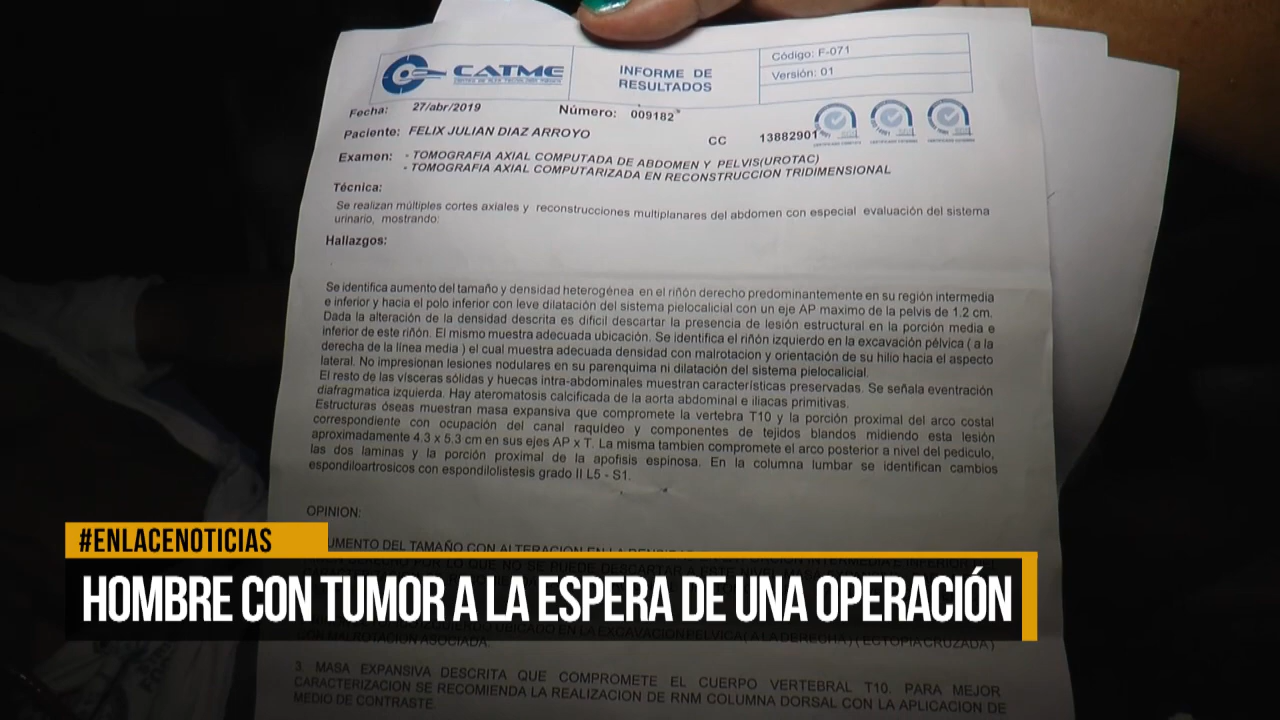 CATME
INFORME DE
RESULTADOS
Código: F-071
Versión: 01
Fecha: 27/abr/2019 Número: 009182
Paciente: FELIX JULIAN DIAZ ARROYO CC 13882901
Examen: - TOMOGRAFIA AXIAL COMPUTADA DE ABDOMEN Y PELVIS(UROTAC)
- TOMOGRAFIA AXIAL COMPUTARIZADA EN RECONSTRUCCION TRIDIMENSIONAL
Técnica:
Se realizan múltiples cortes axiales y reconstrucciones multiplanares del abdomen con especial evaluación del sistema
urinario, mostrando:
Hallazgos:
Se identifica aumento del tamaño y densidad heterogénea en el riñón derecho predominantemente en su región intermedia
e inferior y hacia el polo inferior con leve dilatación del sistema pielocalicial con un eje AP maximo de la pelvis de 1.2 cm.
Dada la alteración de la densidad descrita es dificil descartar la presencia de lesión estructural en la porción media e
inferior de este riñón. El mismo muestra adecuada ubicación. Se identifica el riñón izquierdo en la excavación pélvica ( a la
derecha de la línea media ) el cual muestra adecuada densidad con malrotacion y orientación de su hilio hacia el aspecto
lateral. No impresionan lesiones nodulares en su parenquima ni dilatación del sistema pielocalicial.
El resto de las vísceras sólidas y huecas intra-abdominales muestran características preservadas. Se señala eventración
diafragmatica izquierda. Hay ateromatosis calcificada de la aorta abdominal e iliacas primitivas.
Estructuras óseas muestran masa expansiva que compromete la vertebra T10 y la porción proximal del arco costal
correspondiente con ocupación del canal raquídeo y componentes de tejidos blandos midiendo esta lesión
aproximadamente 4.3 x 5.3 cm en sus ejes AP x T. La misma tambien compromete el arco posterior a nivel del pediculo,
las dos laminas y la porción proximal de la apofisis espinosa. En la columna lumbar se identifican cambios
espondiloartrosicos con espondilolistesis grado II L5 - S1.
OPINION:
#ENLACENOTICIAS
HOMBRE CON TUMOR A LA ESPERA DE UNA OPERACIÓN
UBICADO EN LA EXCAVACION PELVICA ( A LA DERECHA ) ( ECTOPIA CRUZADA )
CON MALROTACION ASOCIADA.
3. MASA EXPANSIVA DESCRITA QUE COMPROMETE EL CUERPO VERTEBRAL T10. PARA MEJOR
CARACTERIZACION SE RECOMIENDA LA REALIZACION DE RNM COLUMNA DORSAL CON LA APLICACION DE
MEDIO DE CONTRASTE